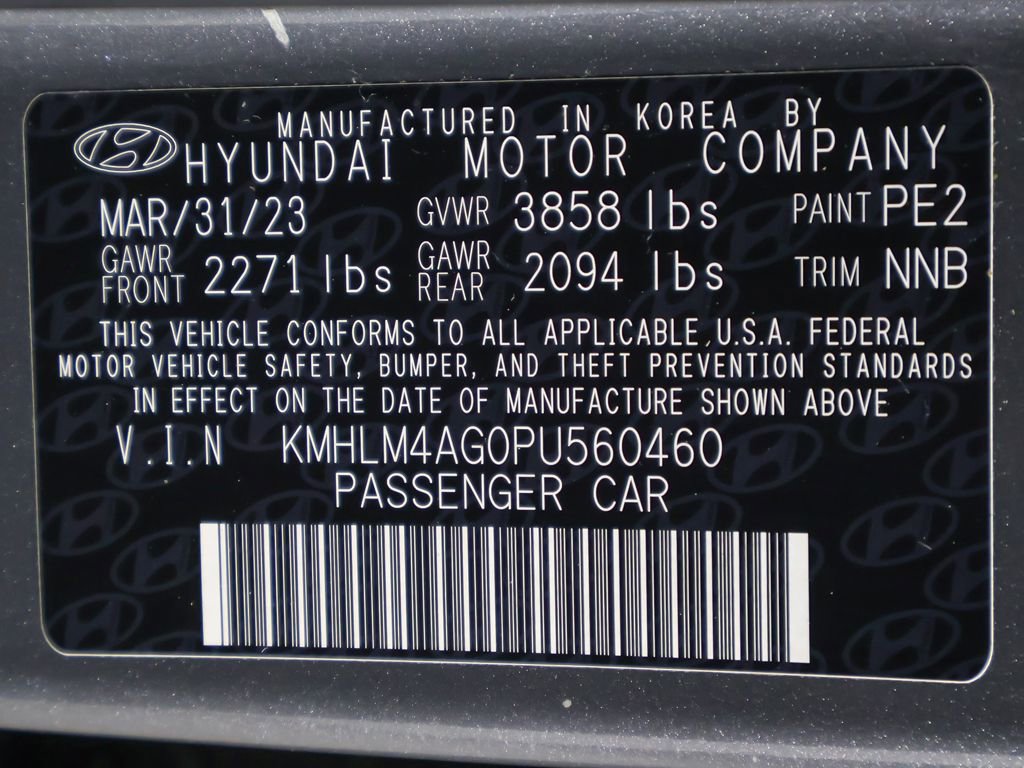 MANUFACTURED IN KOREA BY
HYUNDAI MOTOR COMPANY
MAR/31/23 GVWR 3858 lbs PAINT PE2
GAWR FRONT 2271 lbs GAWR REAR 2094 lbs TRIM NNB
THIS VEHICLE CONFORMS TO ALL APPLICABLE U.S.A. FEDERAL
MOTOR VEHICLE SAFETY, BUMPER, AND THEFT PREVENTION STANDARDS
IN EFFECT ON THE DATE OF MANUFACTURE SHOWN ABOVE
V.I.N KMHLM4AG0PU560460
PASSENGER CAR